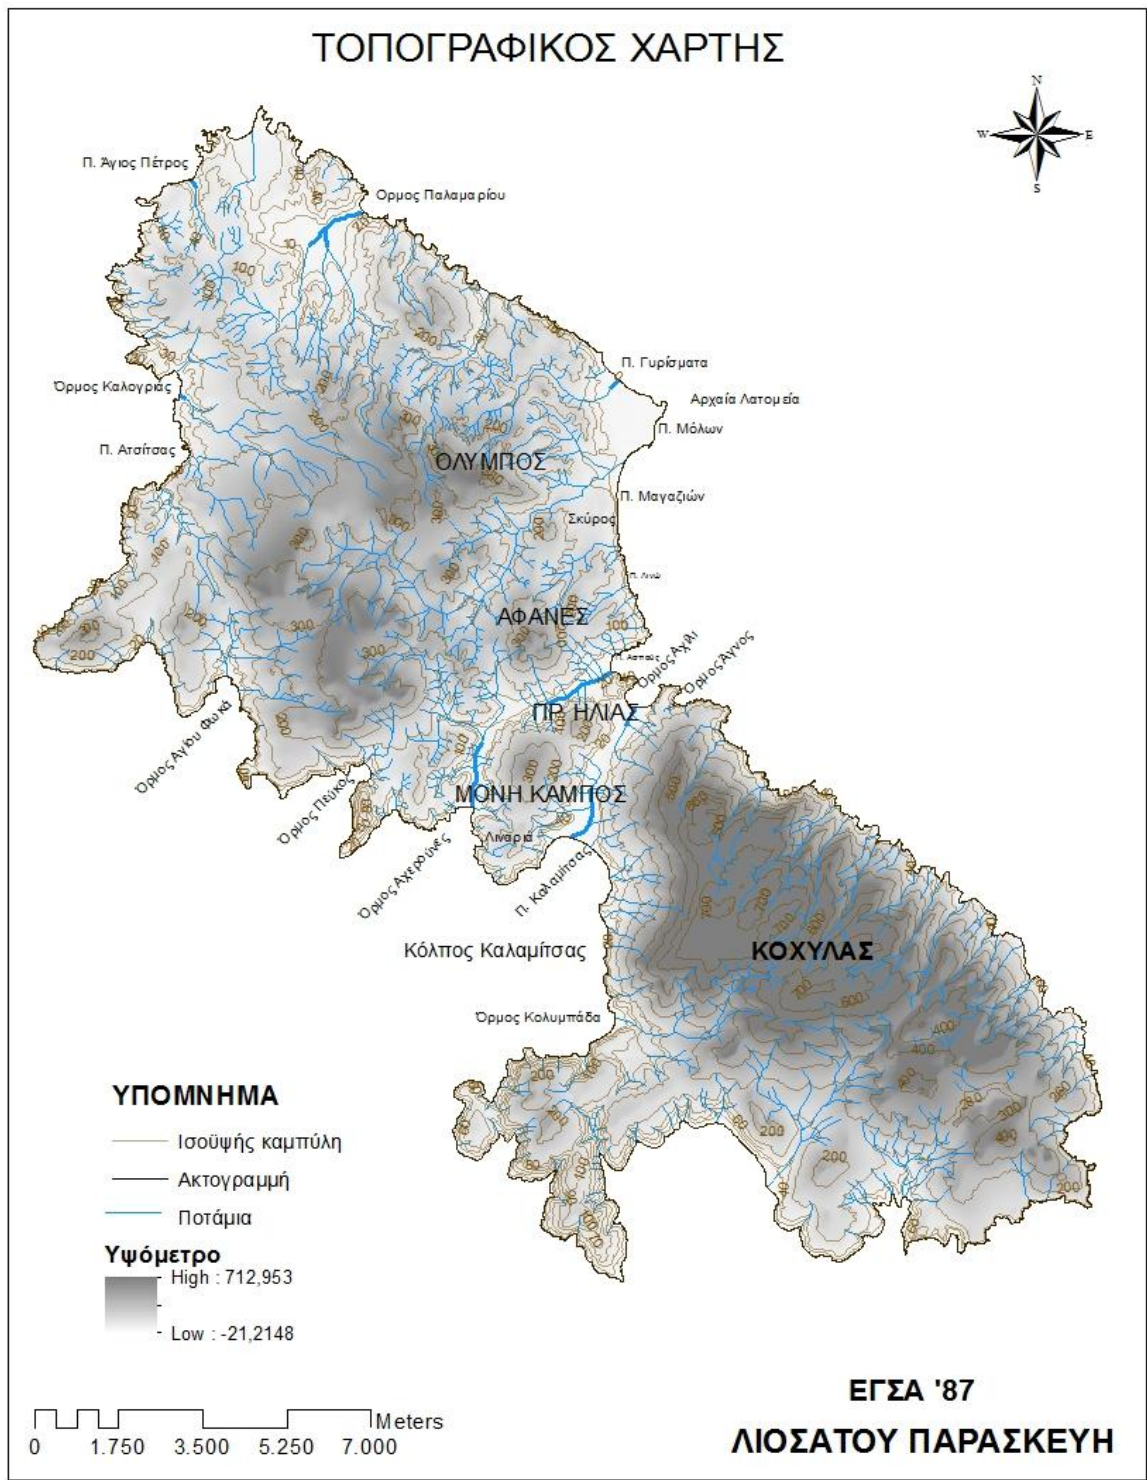 ΤΟΠΟΓΡΑΦΙΚΟΣ ΧΑΡΤΗΣ
N
W
E
S
Π. Άγιος Πέτρος
Ορμος Παλαμαρίου
Π. Γυρίσματα
Όρμος Καλογριάς
Αρχαία Λατομεία
Π. Μόλων
Π. Ατσίτσας
ΟΛΥΜΠΟΣ
Π. Μαγαζιών
Σκύρος
Π. Λινώ
ΑΦΑΝΕΣ
Π. Ασπούς
Όρμος Αχίλι
Όρμος Άγνος
ΠΡ. ΗΛΙΑΣ
Όρμος Αγίου Φωκά
Όρμος Πεύκος
ΜΟΝΗ ΚΑΜΠΟΣ
Λιναριά
Όρμος Αχερούνες
Π. Καλαμίτσας
Κόλπος Καλαμίτσας
ΚΟΧΥΛΑΣ
Όρμος Κολυμπάδα
ΥΠΟΜΝΗΜΑ
Ισοϋψής καμπύλη
Ακτογραμμή
Ποτάμια
Υψόμετρο
High : 712,953
Low : -21,2148
Meters
0 1.750 3.500 5.250 7.000
ΕΓΣΑ '87
ΛΙΟΣΑΤΟΥ ΠΑΡΑΣΚΕΥΗ